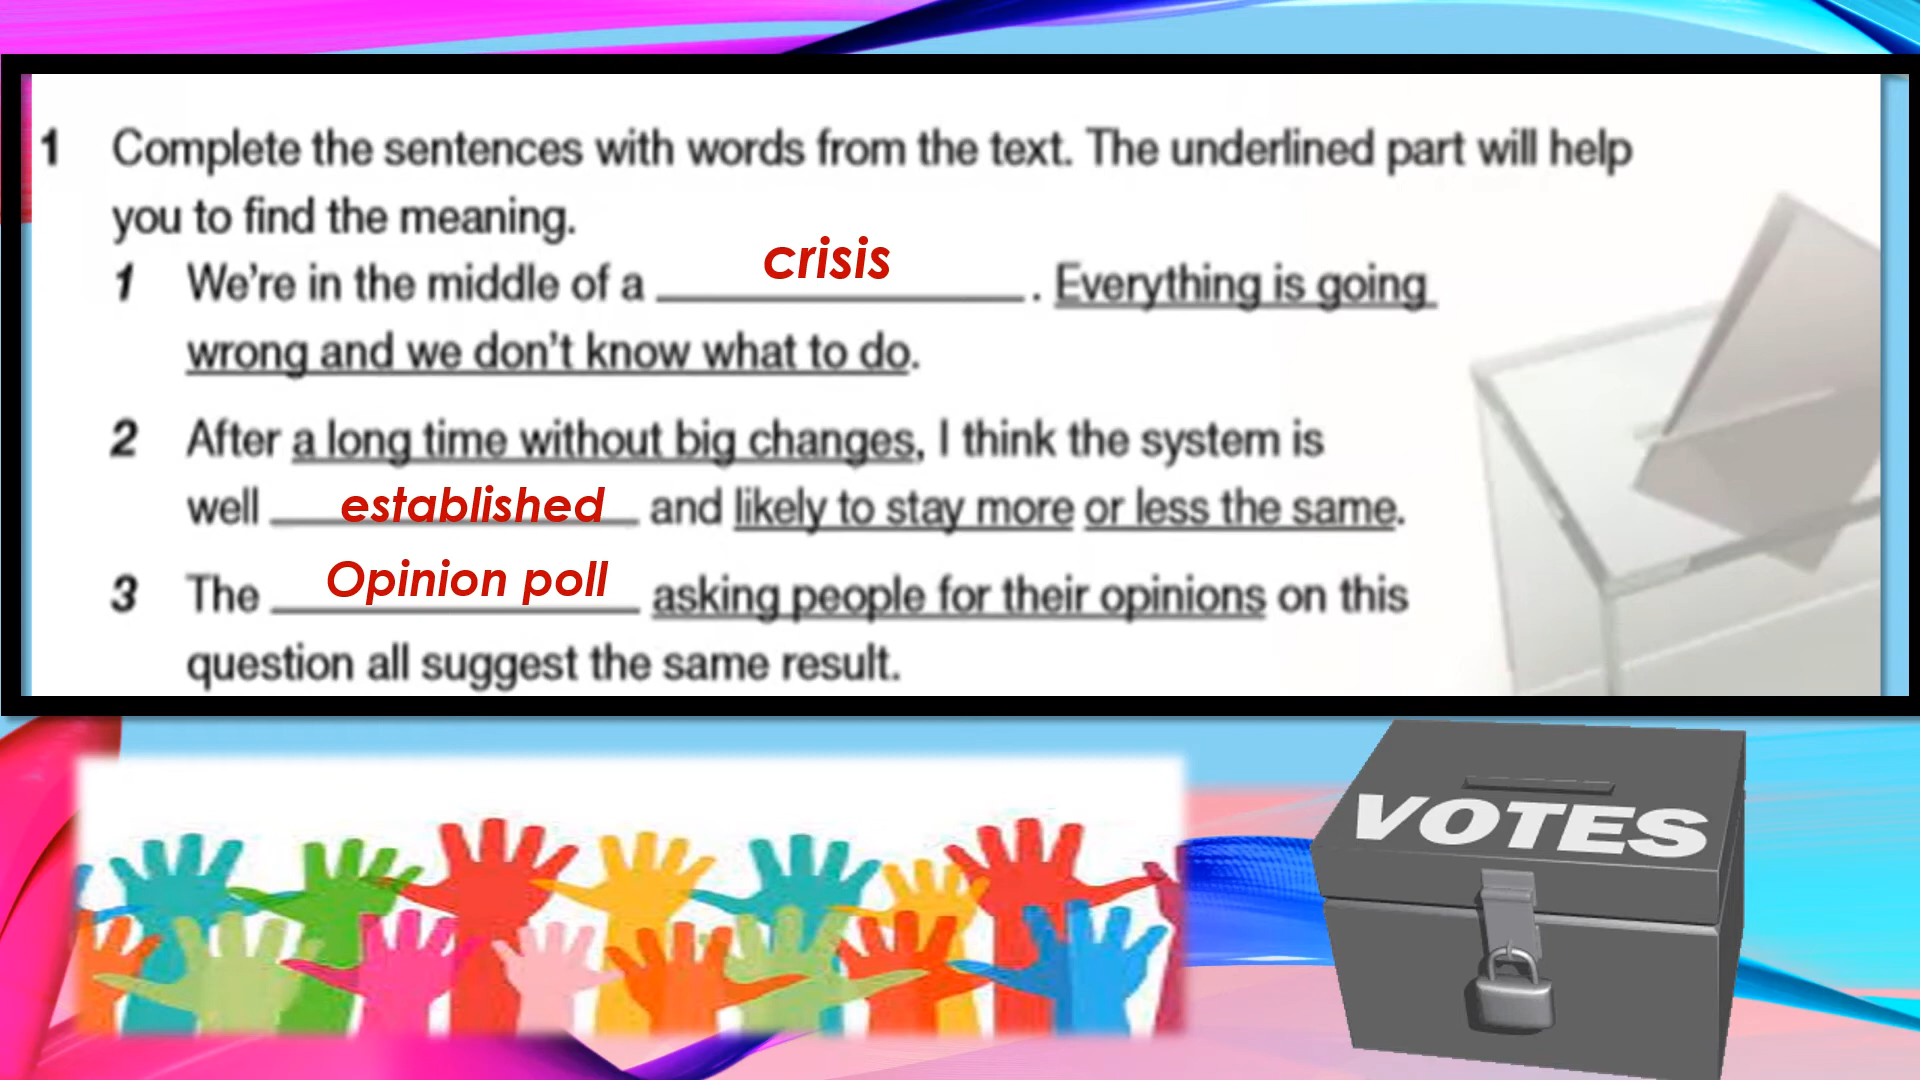 1 Complete the sentences with words from the text. The underlined part will help
you to find the meaning.
1 We're in the middle of a crisis. Everything is going
wrong and we don't know what to do.
2 After a long time without big changes, I think the system is
well established and likely to stay more or less the same.
3 The Opinion poll asking people for their opinions on this
question all suggest the same result.
VOTES